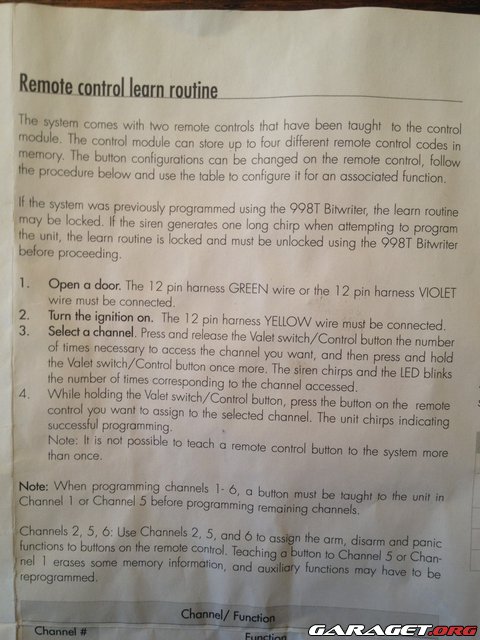 Remote control learn routine
The system comes with two remote controls that have been taught to the control
module. The control module can store up to four different remote control codes in
memory. The button configurations can be changed on the remote control, follow
the procedure below and use the table to configure it for an associated function.
If the system was previously programmed using the 998T Bitwriter, the learn routine
may be locked. If the siren generates one long chirp when attempting to program
the unit, the learn routine is locked and must be unlocked using the 998T Bitwriter
before proceeding.
1. Open a door. The 12 pin harness GREEN wire or the 12 pin harness VIOLET
wire must be connected.
2. Turn the ignition on. The 12 pin harness YELLOW wire must be connected.
3. Select a channel. Press and release the Valet switch/Control button the number
of times necessary to access the channel you want, and then press and hold
the Valet switch/Control button once more. The siren chirps and the LED blinks
the number of times corresponding to the channel accessed.
4. While holding the Valet switch/Control button, press the button on the remote
control you want to assign to the selected channel. The unit chirps indicating
successful programming.
Note: It is not possible to teach a remote control button to the system more
than once.
Note: When programming channels 1- 6, a button must be taught to the unit in
Channel 1 or Channel 5 before programming remaining channels.
Channels 2, 5, 6: Use Channels 2, 5, and 6 to assign the arm, disarm and panic
functions to buttons on the remote control. Teaching a button to Channel 5 or Chan-
nel 1 erases some memory information, and auxiliary functions may have to be
reprogrammed.
Channel/ Function
Channel # Function
GARAGET.ORG